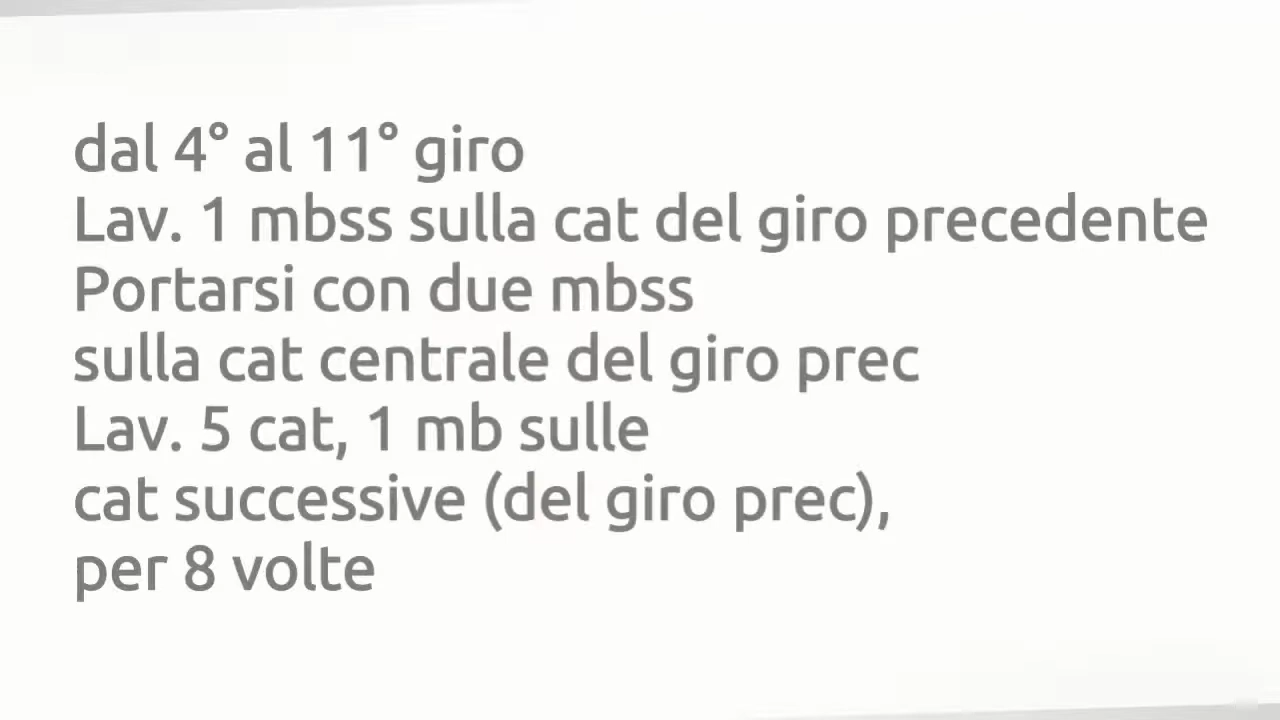 dal 4° al 11° giro
Lav. 1 mbss sulla cat del giro precedente
Portarsi con due mbss
sulla cat centrale del giro prec
Lav. 5 cat, 1 mb sulle
cat successive (del giro prec),
per 8 volte